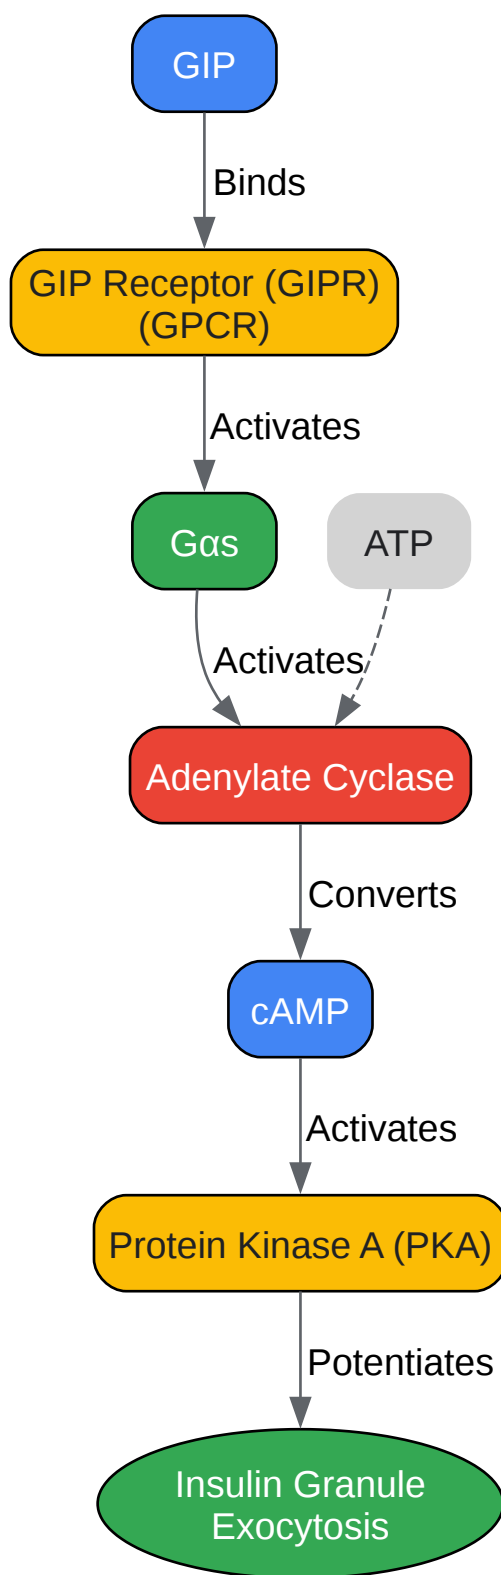 GIP
Binds
GIP Receptor (GIPR)
(GPCR)
Activates
Gαs
ATP
Activates
Adenylate Cyclase
Converts
cAMP
Activates
Protein Kinase A (PKA)
Potentiates
Insulin Granule
Exocytosis